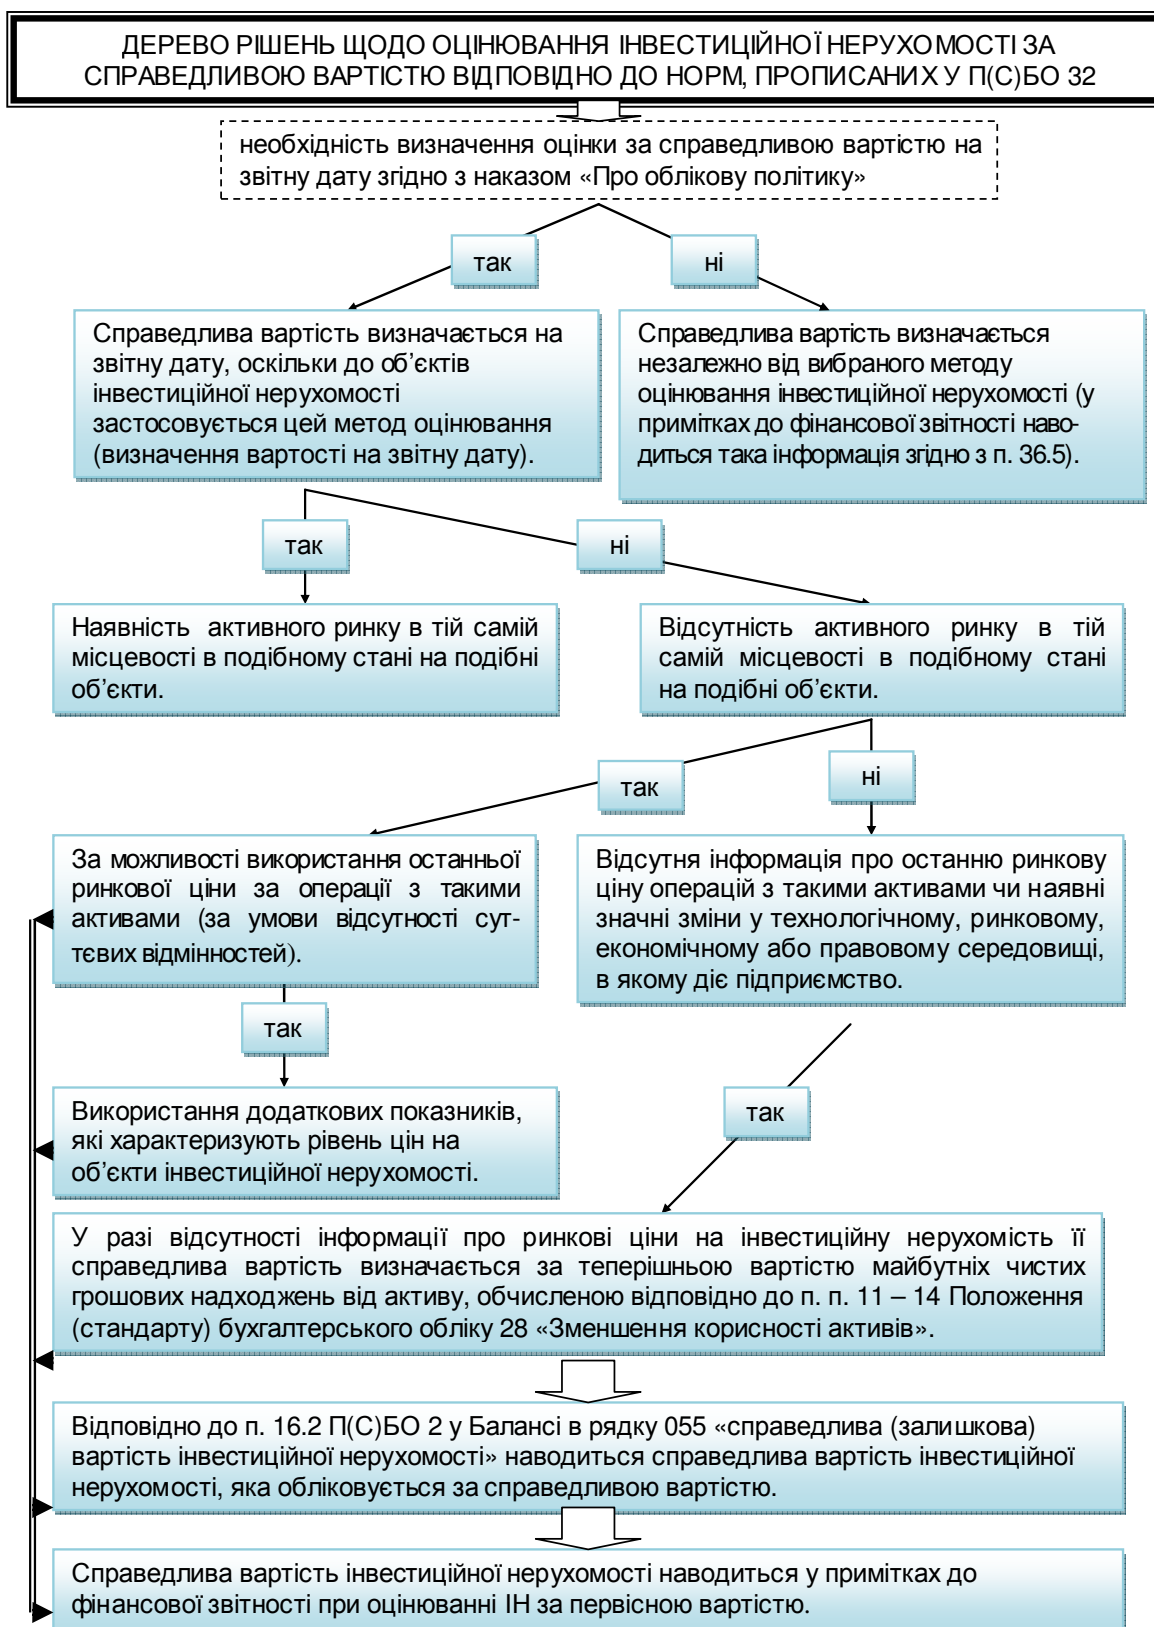 ДЕРЕВО РІШЕНЬ ЩОДО ОЦІНЮВАННЯ ІНВЕСТИЦІЙНОЇ НЕРУХОМОСТІ ЗА
СПРАВЕДЛИВОЮ ВАРТІСТЮ ВІДПОВІДНО ДО НОРМ, ПРОПИСАНИХ У П(С)БО 32
необхідність визначення оцінки за справедливою вартістю на
звітну дату згідно з наказом «Про облікову політику»
так
ні
Справедлива вартість визначається на
звітну дату, оскільки до об’єктів
інвестиційної нерухомості
застосовується цей метод оцінювання
(визначення вартості на звітну дату).
Справедлива вартість визначається
незалежно від вибраного методу
оцінювання інвестиційної нерухомості (у
примітках до фінансової звітності наво-
диться така інформація згідно з п. 36.5).
так
ні
Наявність активного ринку в тій самій
місцевості в подібному стані на подібні
об’єкти.
Відсутність активного ринку в тій
самій місцевості в подібному стані
на подібні об’єкти.
так
ні
За можливості використання останньої
ринкової ціни за операції з такими
активами (за умови відсутності сут-
тєвих відмінностей).
Відсутня інформація про останню ринкову
ціну операцій з такими активами чи наявні
значні зміни у технологічному, ринковому,
економічному або правовому середовищі,
в якому діє підприємство.
так
так
Використання додаткових показників,
які характеризують рівень цін на
об’єкти інвестиційної нерухомості.
У разі відсутності інформації про ринкові ціни на інвестиційну нерухомість її
справедлива вартість визначається за теперішньою вартістю майбутніх чистих
грошових надходжень від активу, обчисленою відповідно до п. п. 11 – 14 Положення
(стандарту) бухгалтерського обліку 28 «Зменшення корисності активів».
Відповідно до п. 16.2 П(С)БО 2 у Балансі в рядку 055 «справедлива (залишкова)
вартість інвестиційної нерухомості» наводиться справедлива вартість інвестиційної
нерухомості, яка обліковується за справедливою вартістю.
Справедлива вартість інвестиційної нерухомості наводиться у примітках до
фінансової звітності при оцінюванні ІН за первісною вартістю.